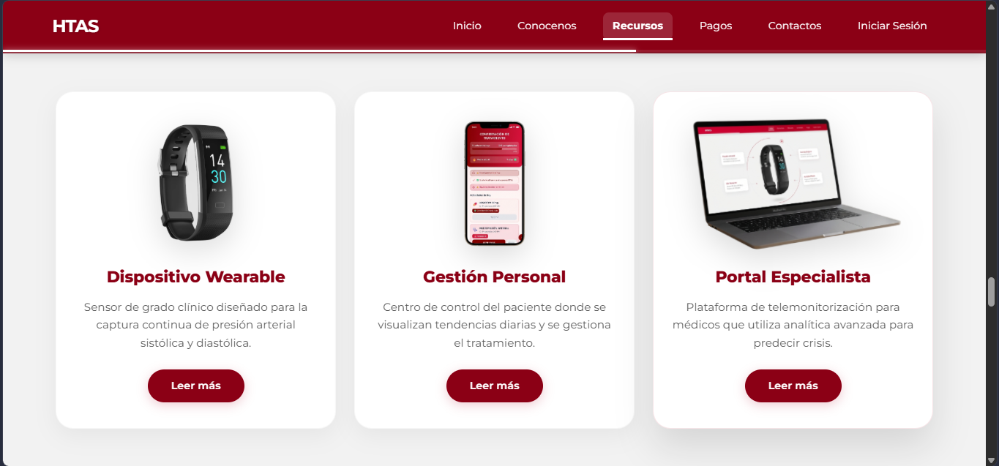 HTAS
Inicio
Conocenos
Recursos
Pagos
Contactos
Iniciar Sesión
14
30
CONFIRMACIÓN DE
TRATAMIENTO
Dispositivo Wearable
Sensor de grado clínico diseñado para la
captura continua de presión arterial
sistólica y diastólica.
Leer más
Gestión Personal
Centro de control del paciente donde se
visualizan tendencias diarias y se gestiona
el tratamiento.
Leer más
Portal Especialista
Plataforma de telemonitorización para
médicos que utiliza analítica avanzada para
predecir crisis.
Leer más